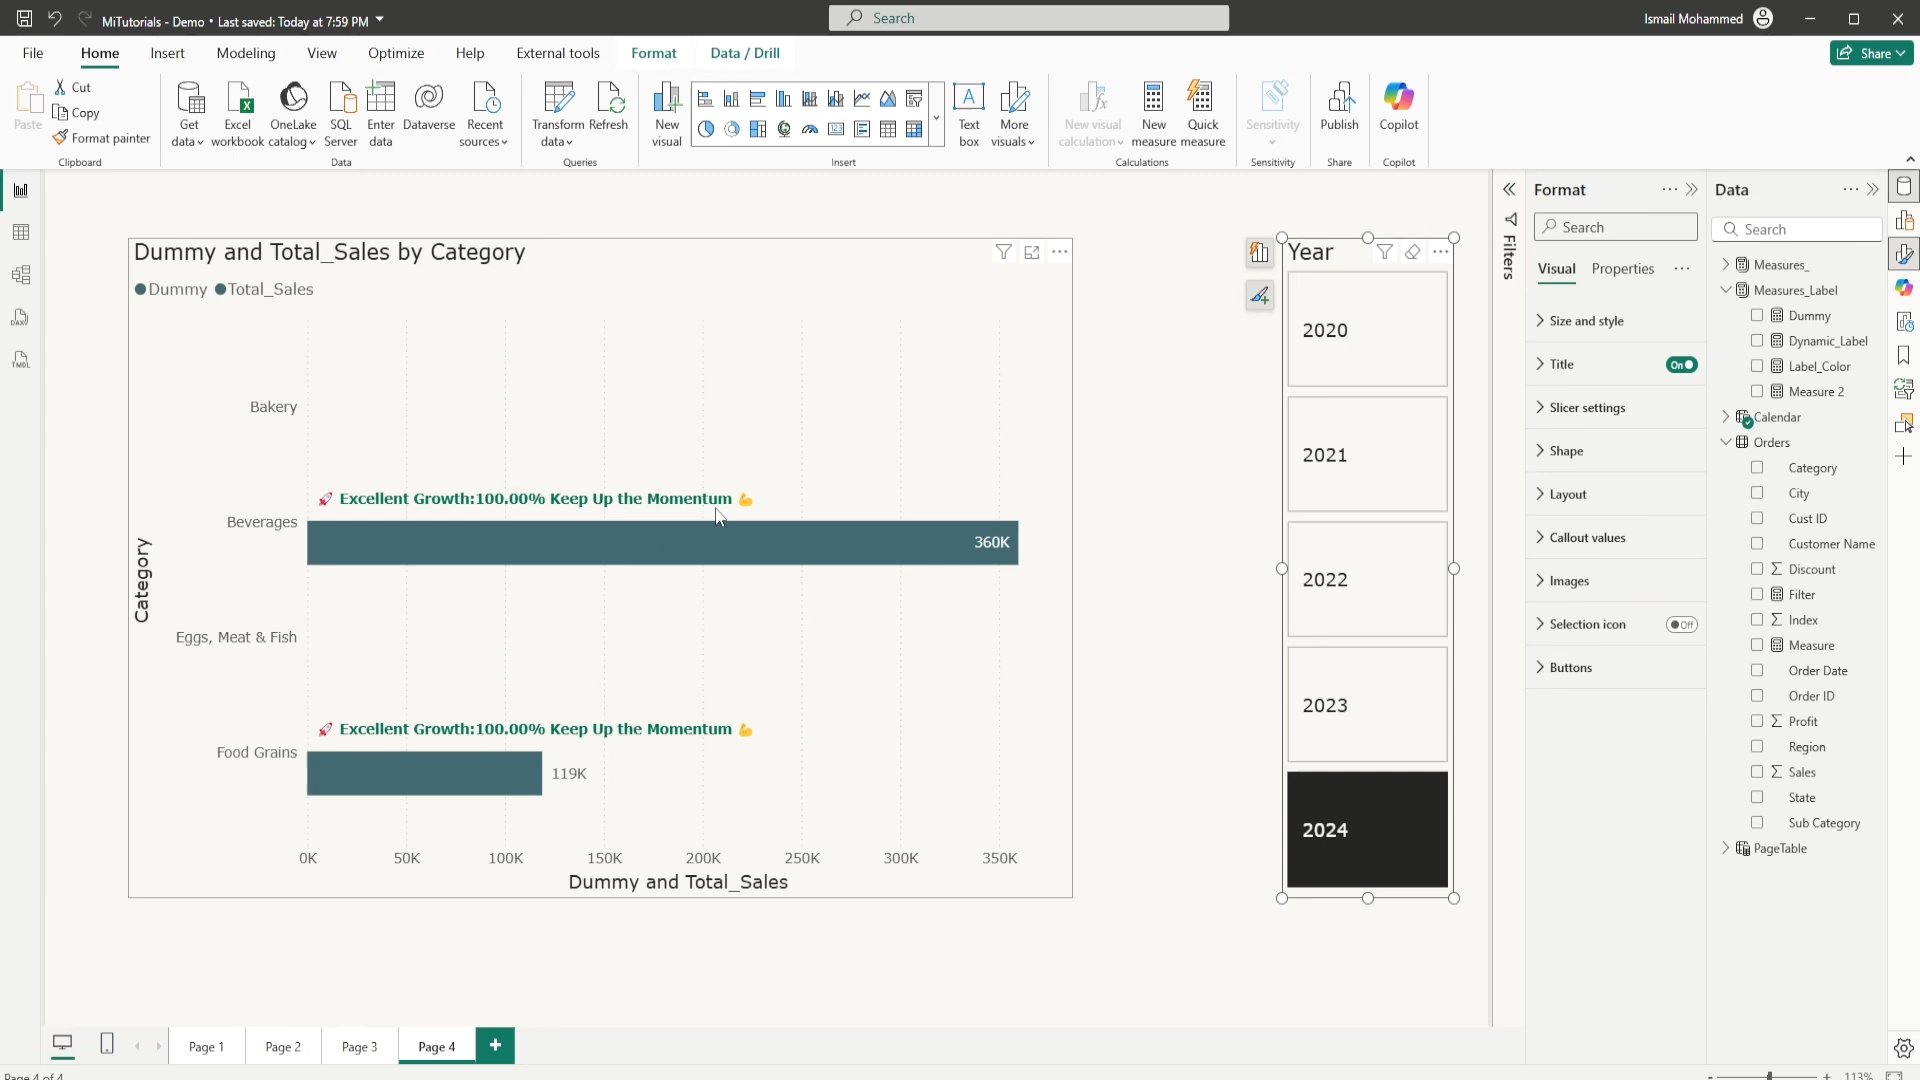 MiTutorials - Demo • Last saved: Today at 7:59 PM
Search
Ismail Mohammed
File
Home
Insert
Modeling
View
Optimize
Help
External tools
Format
Data / Drill
Share
Paste
Cut
Copy
Format painter
Clipboard
Get data
Excel workbook
OneLake catalog
SQL Server
Enter data
Dataverse
Recent sources
Data
Transform data
Refresh
Queries
New visual
Text box
More visuals
Insert
New visual calculation
New measure
Quick measure
Calculations
Sensitivity
Sensitivity
Publish
Share
Copilot
Copilot
DAX
TMDL
Dummy and Total_Sales by Category
Dummy
Total_Sales
Category
Bakery
🚀 Excellent Growth:100.00% Keep Up the Momentum 💪
Beverages
360K
Eggs, Meat & Fish
🚀 Excellent Growth:100.00% Keep Up the Momentum 💪
Food Grains
119K
0K
50K
100K
150K
200K
250K
300K
350K
Dummy and Total_Sales
Year
2020
2021
2022
2023
2024
Filters
Format
Search
Visual
Properties
Size and style
Title
On
Slicer settings
Shape
Layout
Callout values
Images
Selection icon
Off
Buttons
Data
Search
Measures_
Measures_Label
Dummy
Dynamic_Label
Label_Color
Measure 2
Calendar
Orders
Category
City
Cust ID
Customer Name
Discount
Filter
Index
Measure
Order Date
Order ID
Profit
Region
Sales
State
Sub Category
PageTable
Page 1
Page 2
Page 3
Page 4
Page 4 of 4
113%